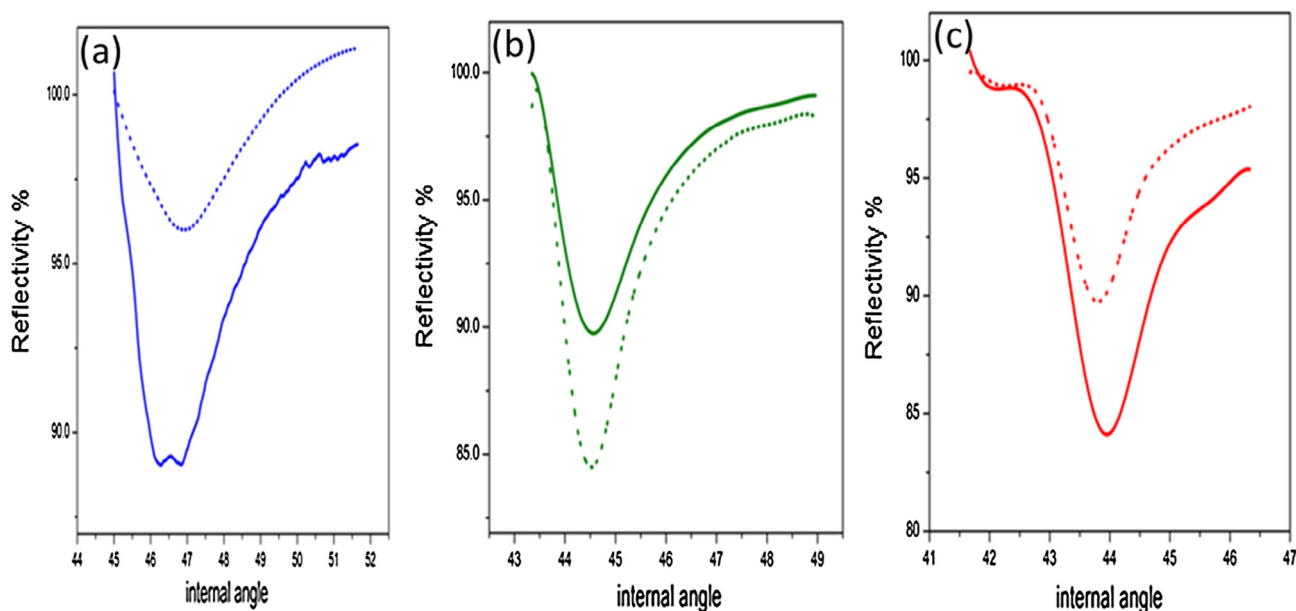 (a)
Reflectivity %
100.0
95.0
90.0
44 45 46 47 48 49 50 51 52
internal angle
(b)
Reflectivity %
100.0
95.0
90.0
85.0
43 44 45 46 47 48 49
internal angle
(c)
Reflectivity %
100
95
90
85
80
41 42 43 44 45 46 47
internal angle